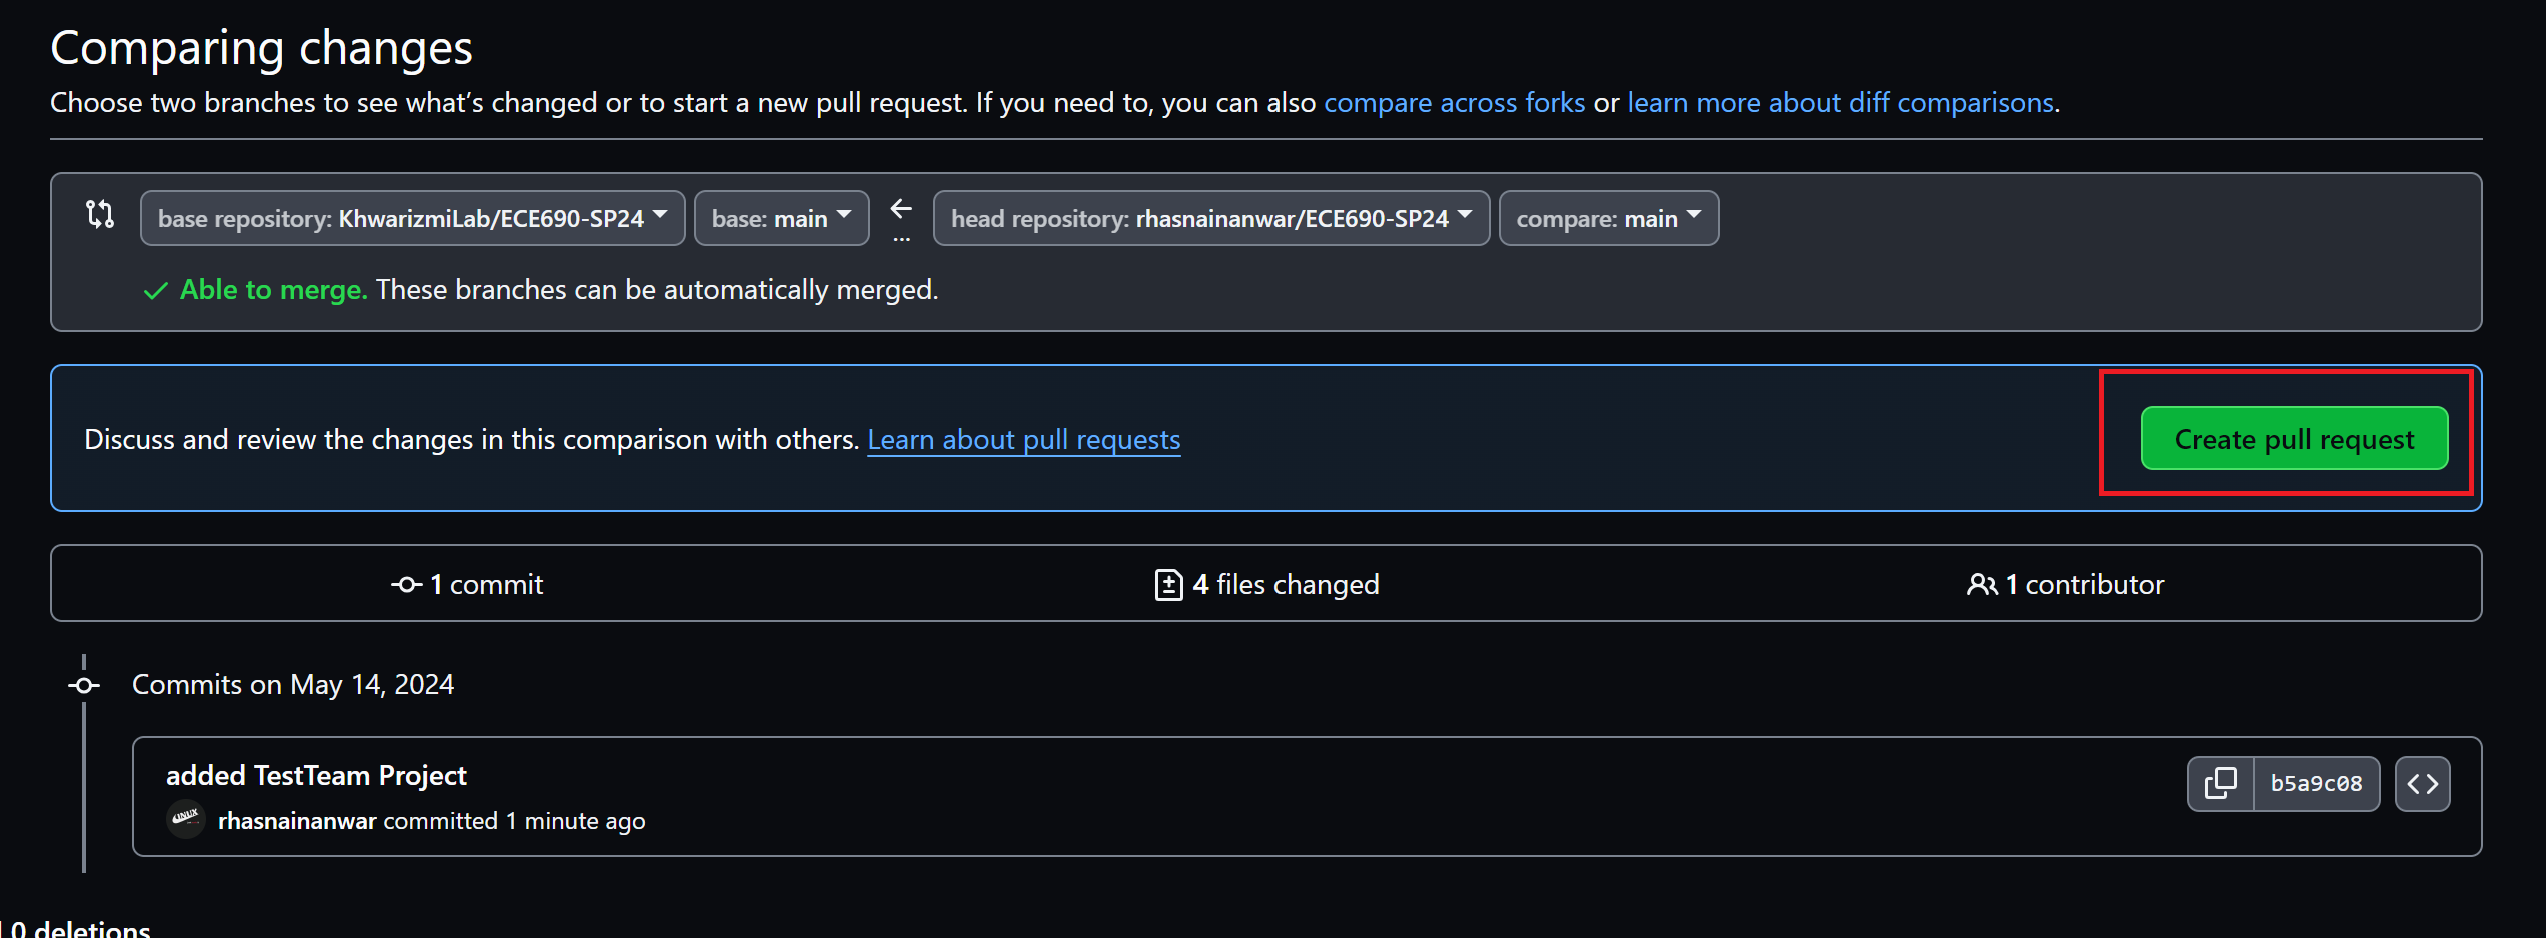 Comparing changes
Choose two branches to see what’s changed or to start a new pull request. If you need to, you can also compare across forks or learn more about diff comparisons.
base repository: KhwarizmiLab/ECE690-SP24 base: main ... head repository: rhasnainanwar/ECE690-SP24 compare: main
Able to merge. These branches can be automatically merged.
Discuss and review the changes in this comparison with others. Learn about pull requests Create pull request
1 commit 4 files changed 1 contributor
Commits on May 14, 2024
added TestTeam Project
b5a9c08
LINUX
rhasnainanwar committed 1 minute ago
0 deletions